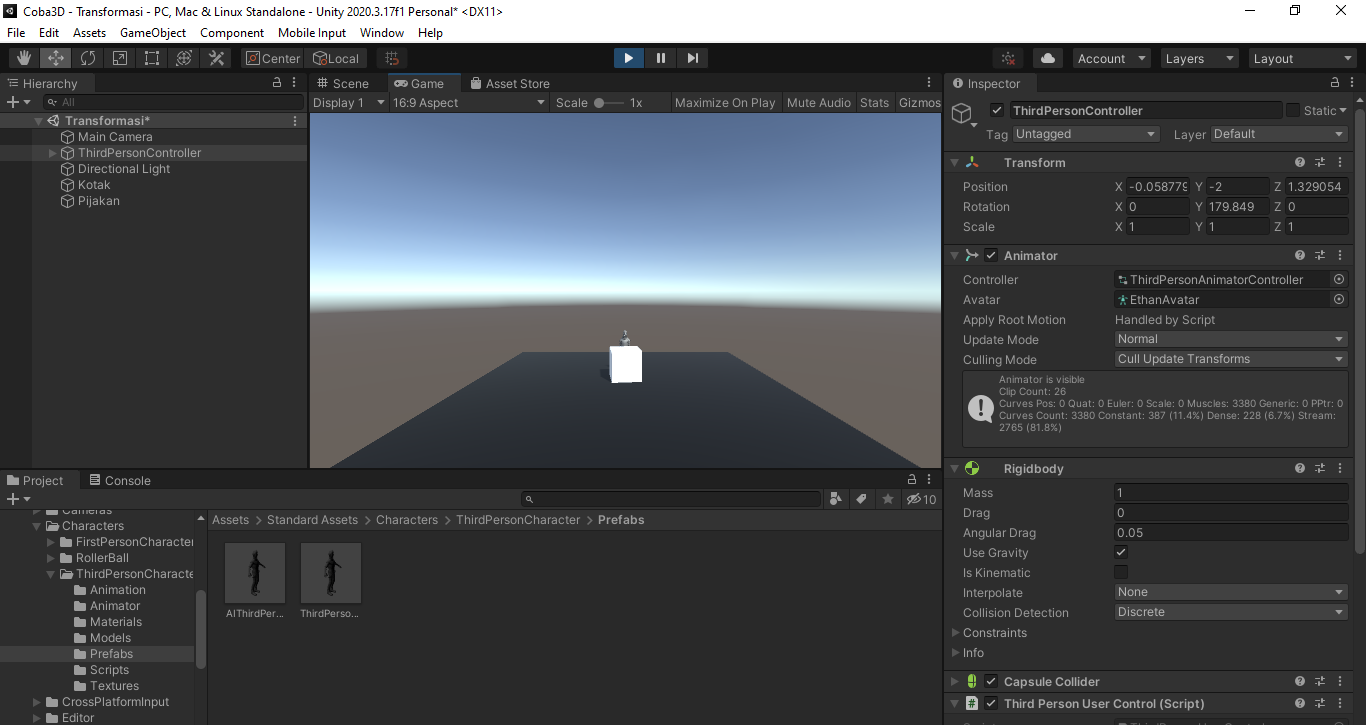 Coba3D - Transformasi - PC, Mac & Linux Standalone - Unity 2020.3.17f1 Personal* <DX11>
File Edit Assets GameObject Component Mobile Input Window Help
Center Local Account Layers Layout
Hierarchy
All
Transformasi*
Main Camera
ThirdPersonController
Directional Light
Kotak
Pijakan
Scene Game Asset Store
Display 1 16:9 Aspect Scale 1x Maximize On Play Mute Audio Stats Gizmos
Inspector
ThirdPersonController Static
Tag Untagged Layer Default
Transform
Position X -0.058779 Y -2 Z 1.329054
Rotation X 0 Y 179.849 Z 0
Scale X 1 Y 1 Z 1
Animator
Controller ThirdPersonAnimatorController
Avatar EthanAvatar
Apply Root Motion Handled by Script
Update Mode Normal
Culling Mode Cull Update Transforms
Animator is visible
Clip Count: 26
Curves Pos: 0 Quat: 0 Euler: 0 Scale: 0 Muscles: 3380 Generic: 0 PPtr: 0
Curves Count: 3380 Constant: 387 (11.4%) Dense: 228 (6.7%) Stream:
2765 (81.8%)
Rigidbody
Mass 1
Drag 0
Angular Drag 0.05
Use Gravity
Is Kinematic
Interpolate None
Collision Detection Discrete
Constraints
Info
Capsule Collider
Third Person User Control (Script)
Project Console
10
Cameras
Characters
FirstPersonCharacter
RollerBall
ThirdPersonCharacte
Animation
Animator
Materials
Models
Prefabs
Scripts
Textures
CrossPlatformInput
Editor
Assets > Standard Assets > Characters > ThirdPersonCharacter > Prefabs
AIThirdPer... ThirdPerso...